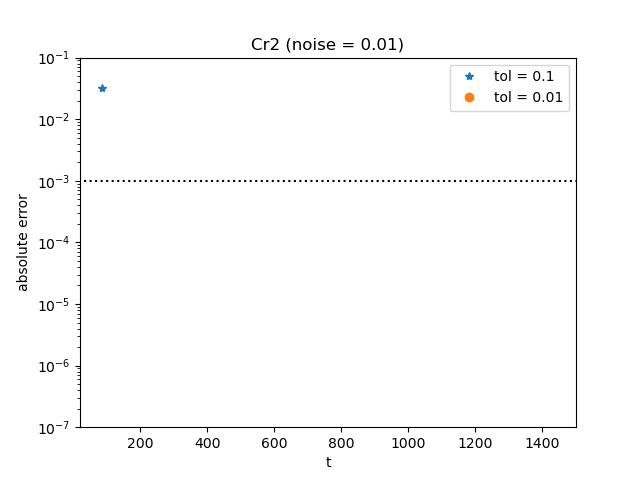 Cr2 (noise = 0.01)
tol = 0.1
tol = 0.01
absolute error
10⁻¹
10⁻²
10⁻³
10⁻⁴
10⁻⁵
10⁻⁶
10⁻⁷
200 400 600 800 1000 1200 1400
t